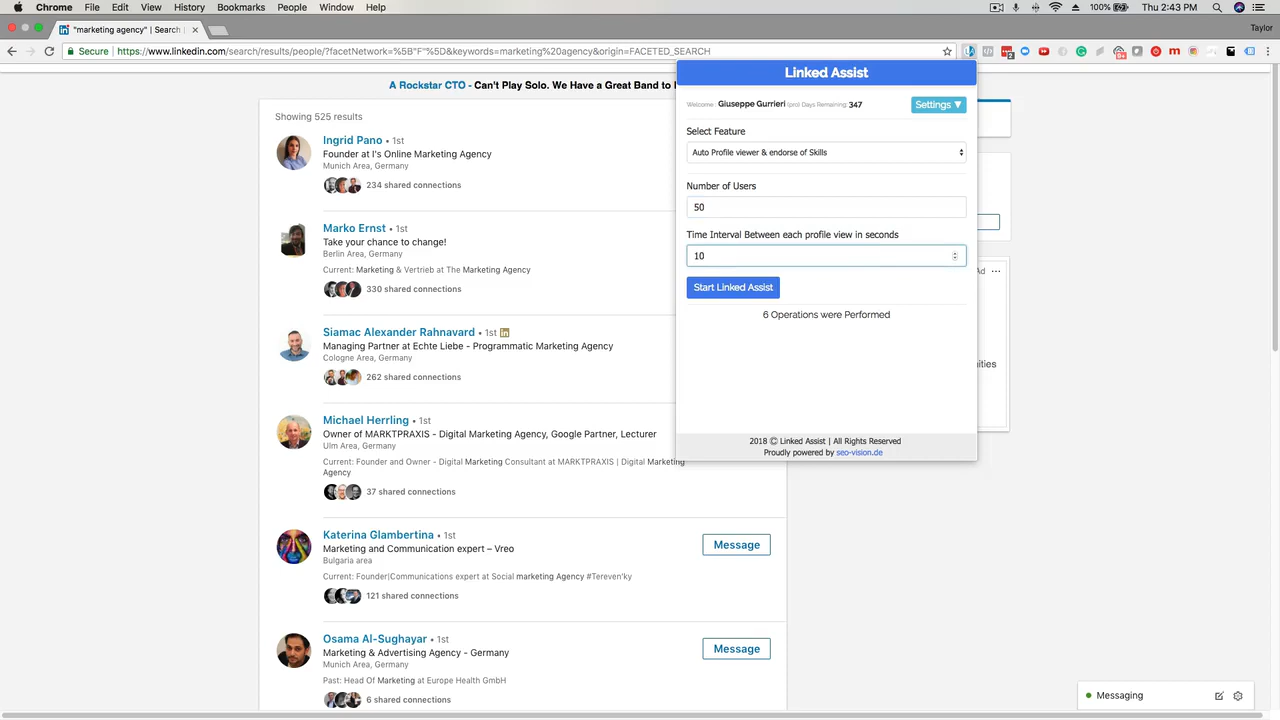 Chrome File Edit View History Bookmarks People Window Help
100% Thu 2:43 PM
"marketing agency" | Search |
Taylor
Secure https://www.linkedin.com/search/results/people/?facetNetwork=%5B"F"%5D&keywords=marketing%20agency&origin=FACETED_SEARCH
A Rockstar CTO - Can't Play Solo. We Have a Great Band to
Showing 525 results
Ingrid Pano • 1st
Founder at I's Online Marketing Agency
Munich Area, Germany
234 shared connections
Marko Ernst • 1st
Take your chance to change!
Berlin Area, Germany
Current: Marketing & Vertrieb at The Marketing Agency
330 shared connections
Siamac Alexander Rahnavard • 1st in
Managing Partner at Echte Liebe - Programmatic Marketing Agency
Cologne Area, Germany
262 shared connections
Michael Herrling • 1st
Owner of MARKTPRAXIS - Digital Marketing Agency, Google Partner, Lecturer
Ulm Area, Germany
Current: Founder and Owner - Digital Marketing Consultant at MARKTPRAXIS | Digital Marketing
Agency
37 shared connections
Katerina Glambertina • 1st
Marketing and Communication expert – Vreo
Bulgaria area
Current: Founder|Communications expert at Social marketing Agency #Tereven'ky
121 shared connections
Message
Osama Al-Sughayar • 1st
Marketing & Advertising Agency - Germany
Munich Area, Germany
Past: Head Of Marketing at Europe Health GmbH
6 shared connections
Message
Linked Assist
Welcome : Giuseppe Gurrieri (pro) Days Remaining: 347
Settings ▼
Select Feature
Auto Profile viewer & endorse of Skills
Number of Users
50
Time Interval Between each profile view in seconds
10
Start Linked Assist
6 Operations were Performed
2018 © Linked Assist | All Rights Reserved
Proudly powered by seo-vision.de
Ad ...
Messaging